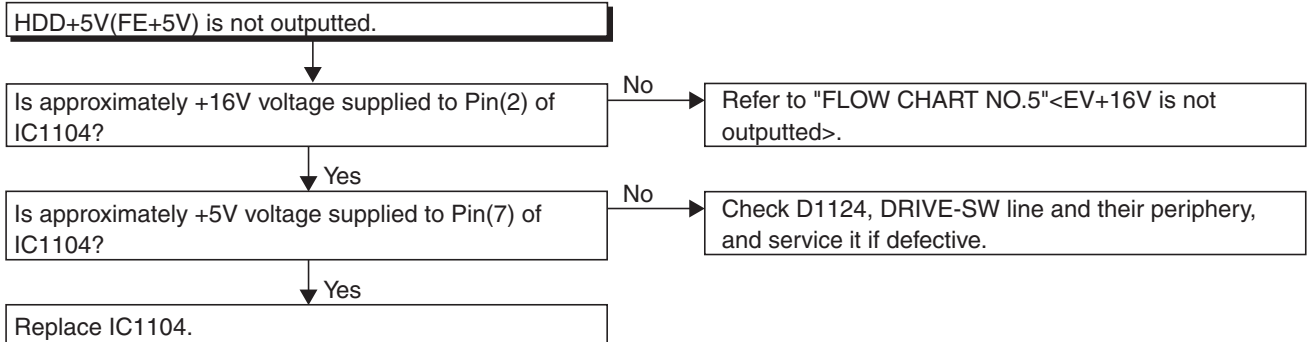 HDD+5V(FE+5V) is not outputted.
Is approximately +16V voltage supplied to Pin(2) of
IC1104?
No
Refer to "FLOW CHART NO.5"<EV+16V is not
outputted>.
Yes
Is approximately +5V voltage supplied to Pin(7) of
IC1104?
No
Check D1124, DRIVE-SW line and their periphery,
and service it if defective.
Yes
Replace IC1104.